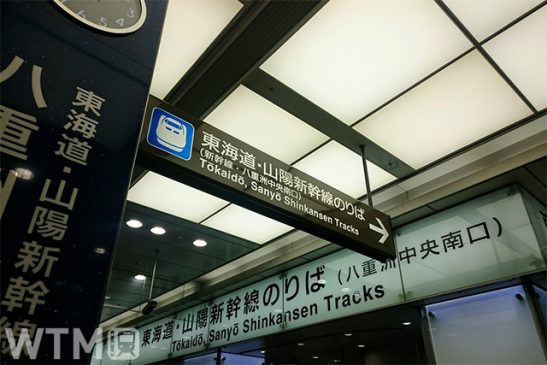 東海道・山陽新幹線のりば
(新幹線・八重洲中央南口)
Tōkaidō, Sanyō Shinkansen Tracks
東海道・山陽新幹線のりば(八重洲中央南口)
Tōkaidō, Sanyō Shinkansen Tracks
東海道・山陽新幹線
八重洲
3
4
5
WTM